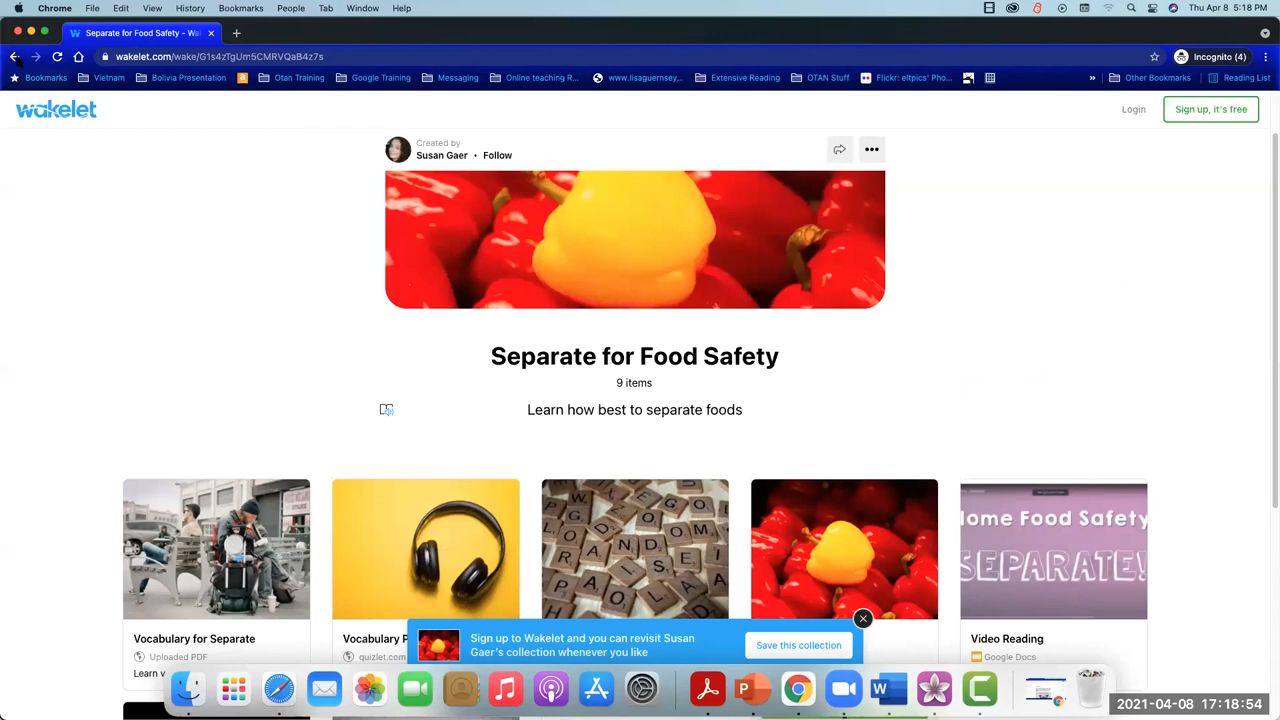 Chrome File Edit View History Bookmarks People Tab Window Help Thu Apr 8 5:18 PM
Separate for Food Safety - Wa
wakelet.com/wake/G1s4zTgUm5CMRVQaB4z7s Incognito (4)
Bookmarks Vietnam Bolivia Presentation Otan Training Google Training Messaging Online teaching R... www.lisaguernsey... Extensive Reading OTAN Stuff Flickr: eltpics' Pho... » Other Bookmarks Reading List
wakelet Login Sign up, it's free
Created by
Susan Gaer • Follow
Separate for Food Safety
9 items
Learn how best to separate foods
Home Food Safety
SEPARATE!
RANDOM
Vocabulary for Separate
Uploaded PDF
Learn v
Vocabulary P
quizlet.com
Sign up to Wakelet and you can revisit Susan
Gaer's collection whenever you like
Save this collection
Video Reading
Google Docs
2021-04-08 17:18:54